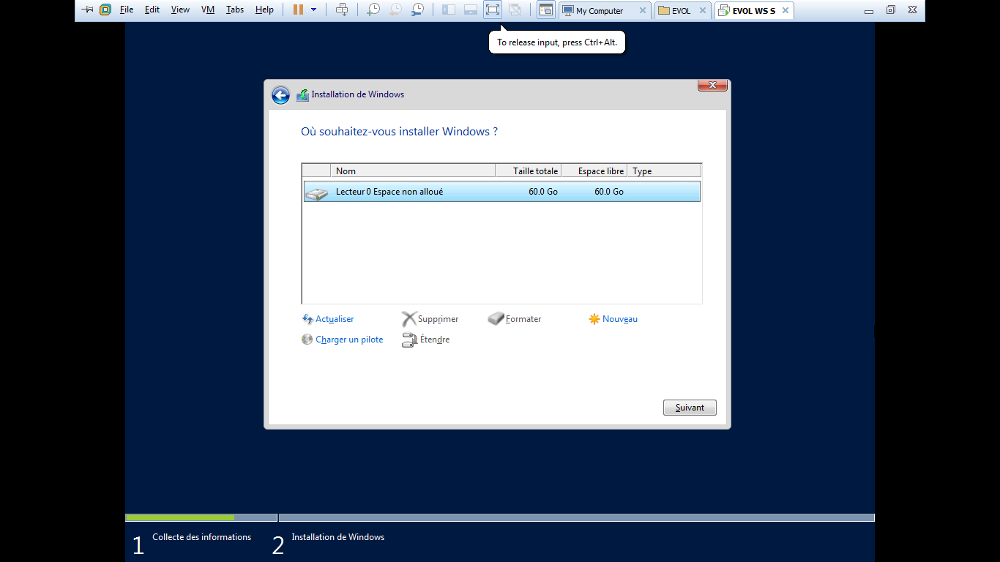 File Edit View VM Tabs Help My Computer EVOL EVOL WS S
To release input, press Ctrl+Alt.
Installation de Windows
Où souhaitez-vous installer Windows ?
Nom Taille totale Espace libre Type
Lecteur 0 Espace non alloué 60.0 Go 60.0 Go
Actualiser Supprimer Formater Nouveau
Charger un pilote Étendre
Suivant
1 Collecte des informations 2 Installation de Windows